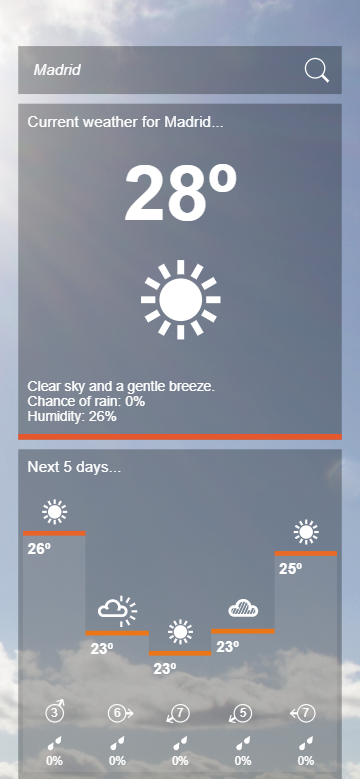 Madrid
Current weather for Madrid...
28º
Clear sky and a gentle breeze.
Chance of rain: 0%
Humidity: 26%
Next 5 days...
26º
25º
23º
23º
23º
3 6 7 5 7
0% 0% 0% 0% 0%